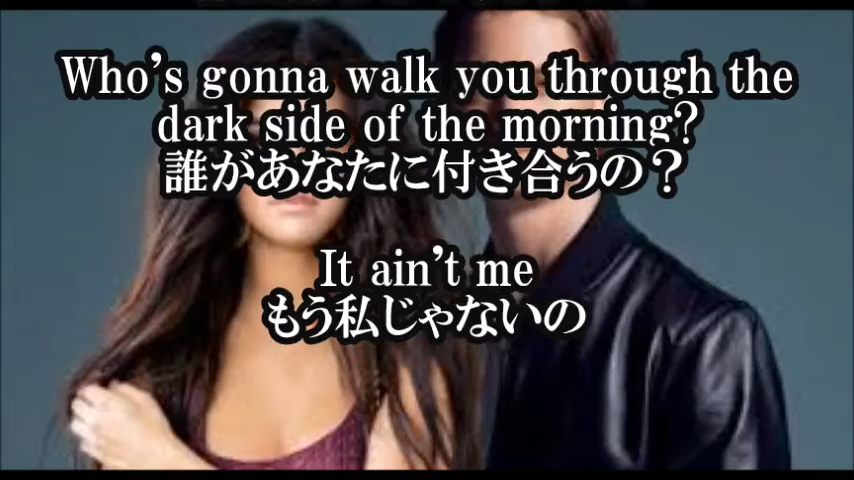 Who's gonna walk you through the
dark side of the morning?
誰があなたに付き合うの？
It ain't me
もう私じゃないの